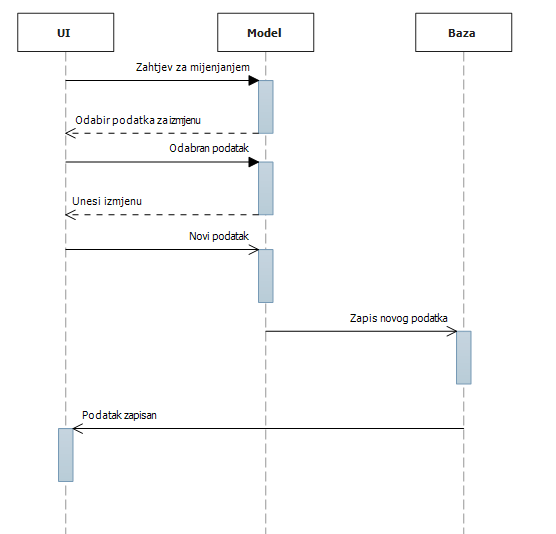 UI
Model
Baza
Zahtjev za mijenjanjem
Odabir podatka za izmjenu
Odabran podatak
Unesi izmjenu
Novi podatak
Zapis novog podatka
Podatak zapisan